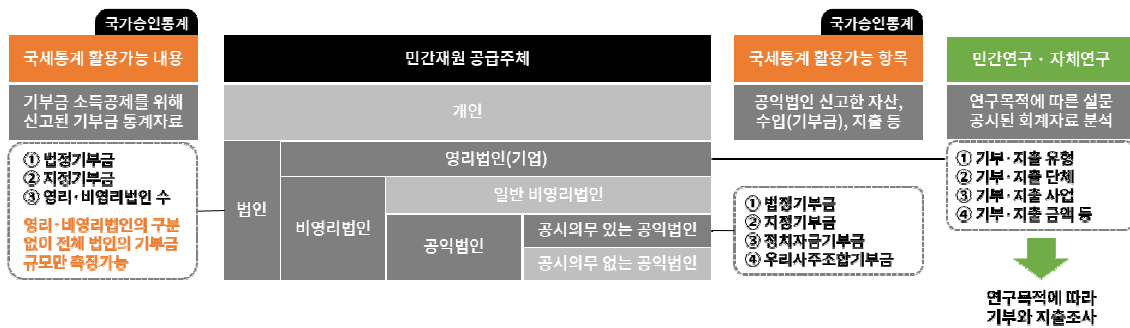 국가승인통계
국세통계 활용가능 내용
기부금 소득공제를 위해
신고된 기부금 통계자료
① 법정기부금
② 지정기부금
③ 영리·비영리법인 수
영리·비영리법인의 구분
없이 전체 법인의 기부금
규모만 측정가능
민간재원 공급주체
개인
법인
영리법인(기업)
비영리법인
일반 비영리법인
공익법인
공시의무 있는 공익법인
공시의무 없는 공익법인
국가승인통계
국세통계 활용가능 항목
공익법인 신고한 자산,
수입(기부금), 지출 등
① 법정기부금
② 지정기부금
③ 정치자금기부금
④ 우리사주조합기부금
민간연구·자체연구
연구목적에 따른 설문
공시된 회계자료 분석
① 기부·지출 유형
② 기부·지출 단체
③ 기부·지출 사업
④ 기부·지출 금액 등
연구목적에 따라
기부와 지출조사